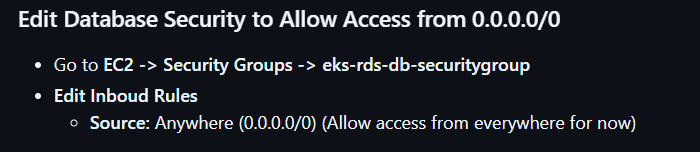 Edit Database Security to Allow Access from 0.0.0.0/0
• Go to EC2 -> Security Groups -> eks-rds-db-securitygroup
• Edit Inboud Rules
◦ Source: Anywhere (0.0.0.0/0) (Allow access from everywhere for now)